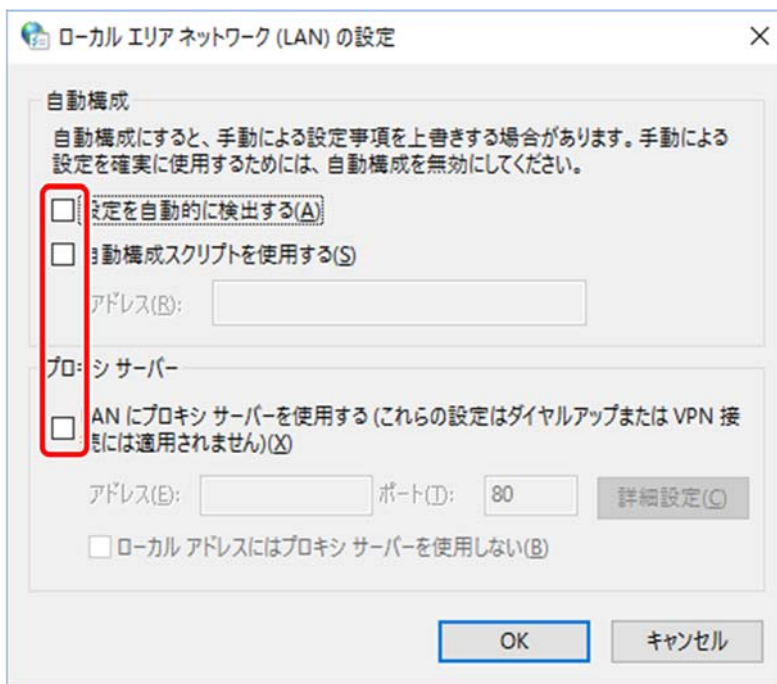 ローカル エリア ネットワーク (LAN) の設定
自動構成
自動構成にすると、手動による設定事項を上書きする場合があります。手動による
設定を確実に使用するためには、自動構成を無効にしてください。
設定を自動的に検出する(A)
自動構成スクリプトを使用する(S)
アドレス(R):
プロキシ サーバー
LAN にプロキシ サーバーを使用する (これらの設定はダイヤルアップまたは VPN 接
続には適用されません)(X)
アドレス(E): ポート(T): 80 詳細設定(C)
ローカル アドレスにはプロキシ サーバーを使用しない(B)
OK キャンセル